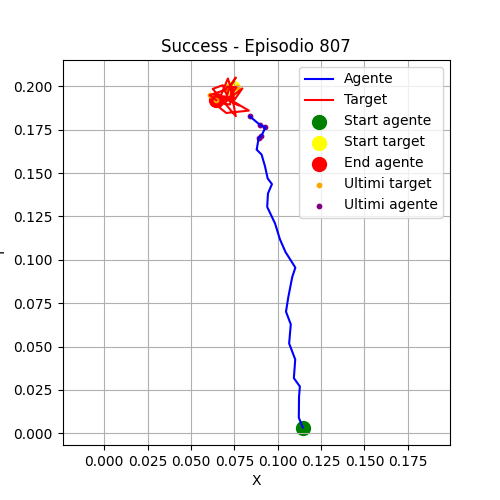 Success - Episodio 807
Agente
Target
Start agente
Start target
End agente
Ultimi target
Ultimi agente
0.200
0.175
0.150
0.125
0.100
0.075
0.050
0.025
0.000
0.000 0.025 0.050 0.075 0.100 0.125 0.150 0.175
X